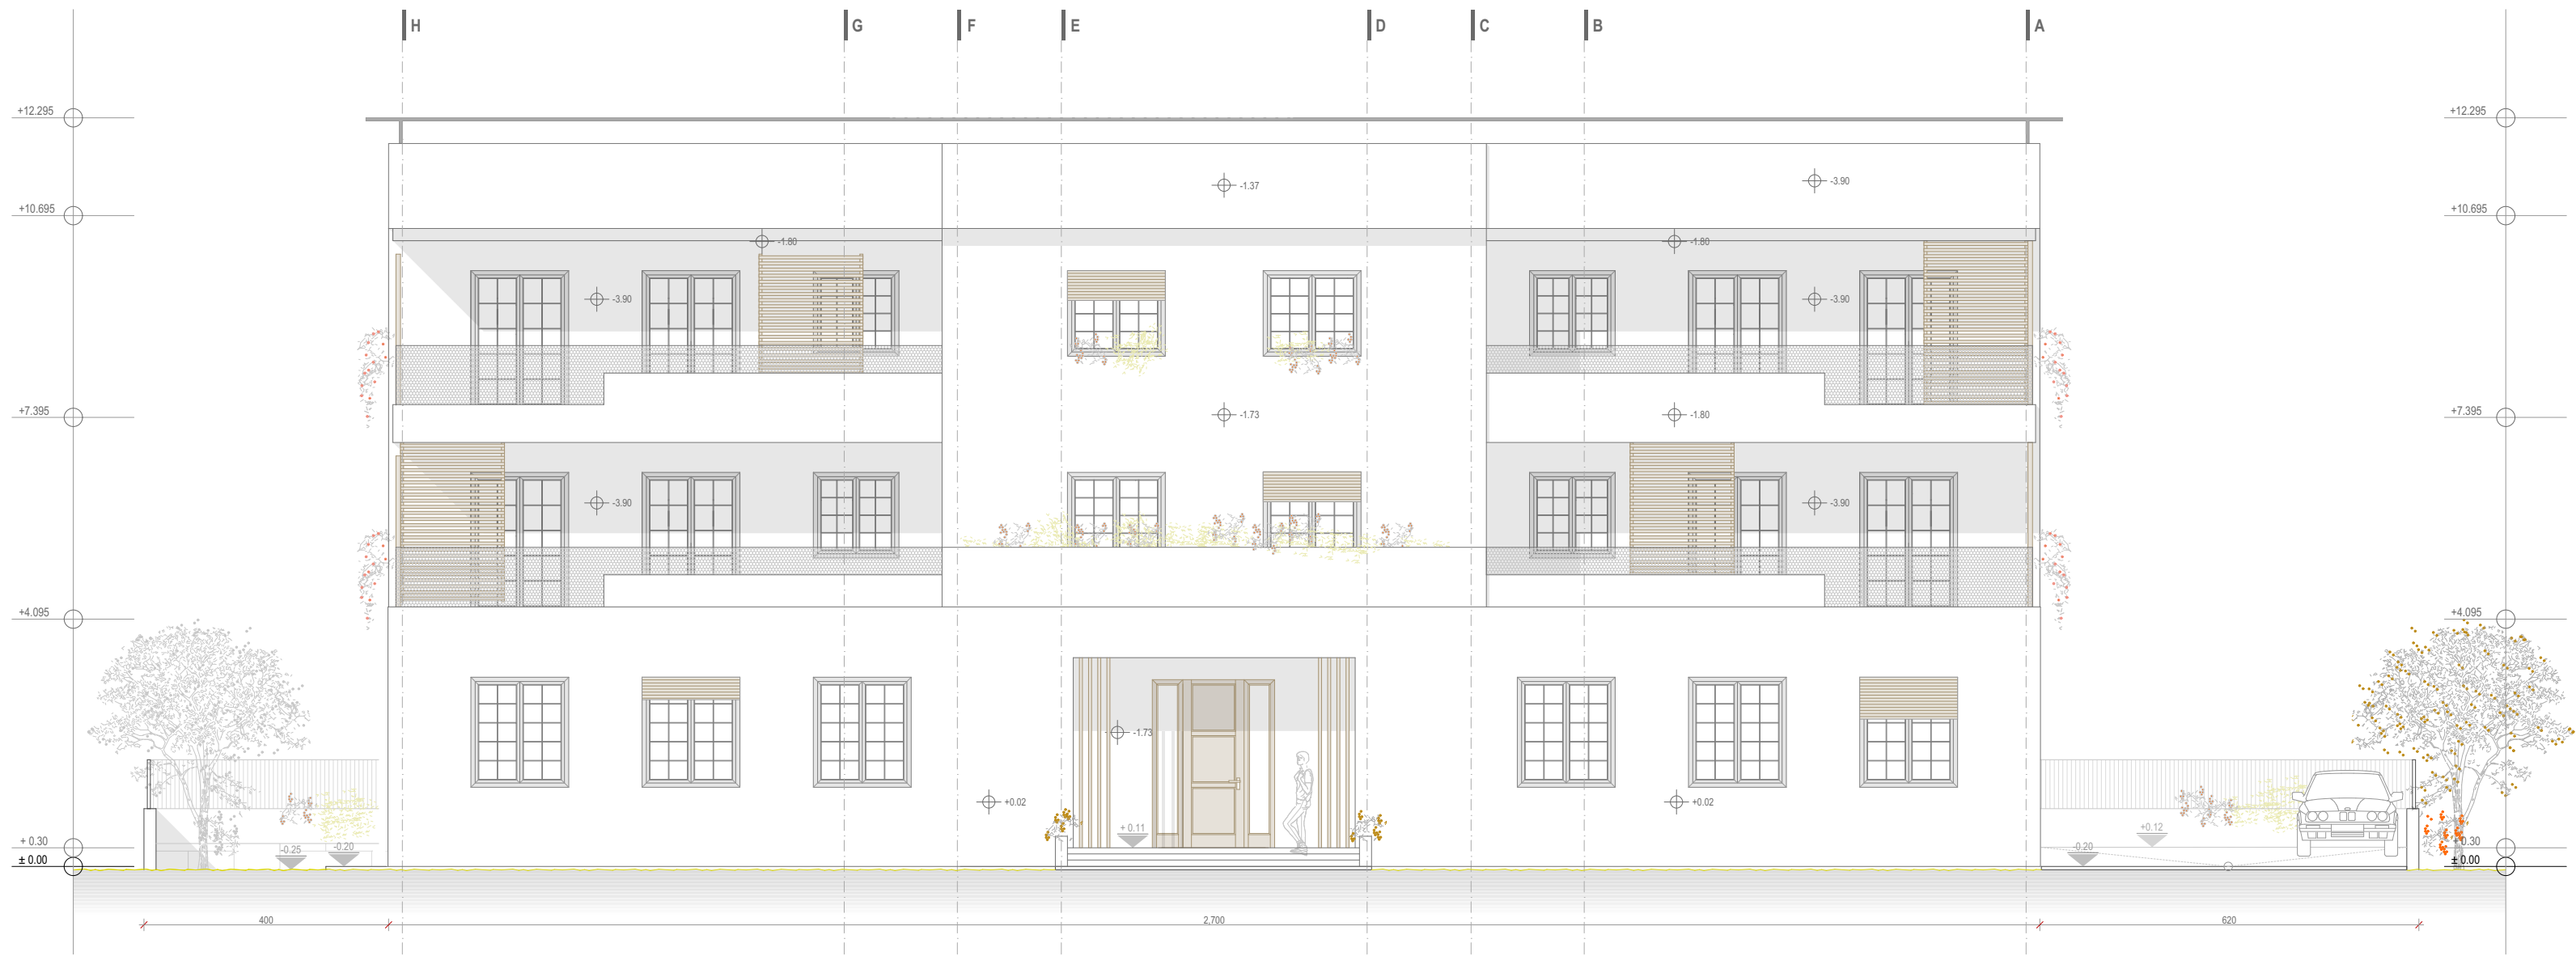 H G F E D C B A
+12.295 +12.295
-1.37 -3.90
+10.695 +10.695
-1.80 -1.80
-3.90 -3.90
+7.395 -1.73 -1.80 +7.395
-3.90 -3.90
+4.095 +4.095
-1.73
+0.02 +0.02
+ 0.11 +0.12
+ 0.30 -0.25 -0.20 -0.20 0.30
± 0.00 ± 0.00
400 2,700 620